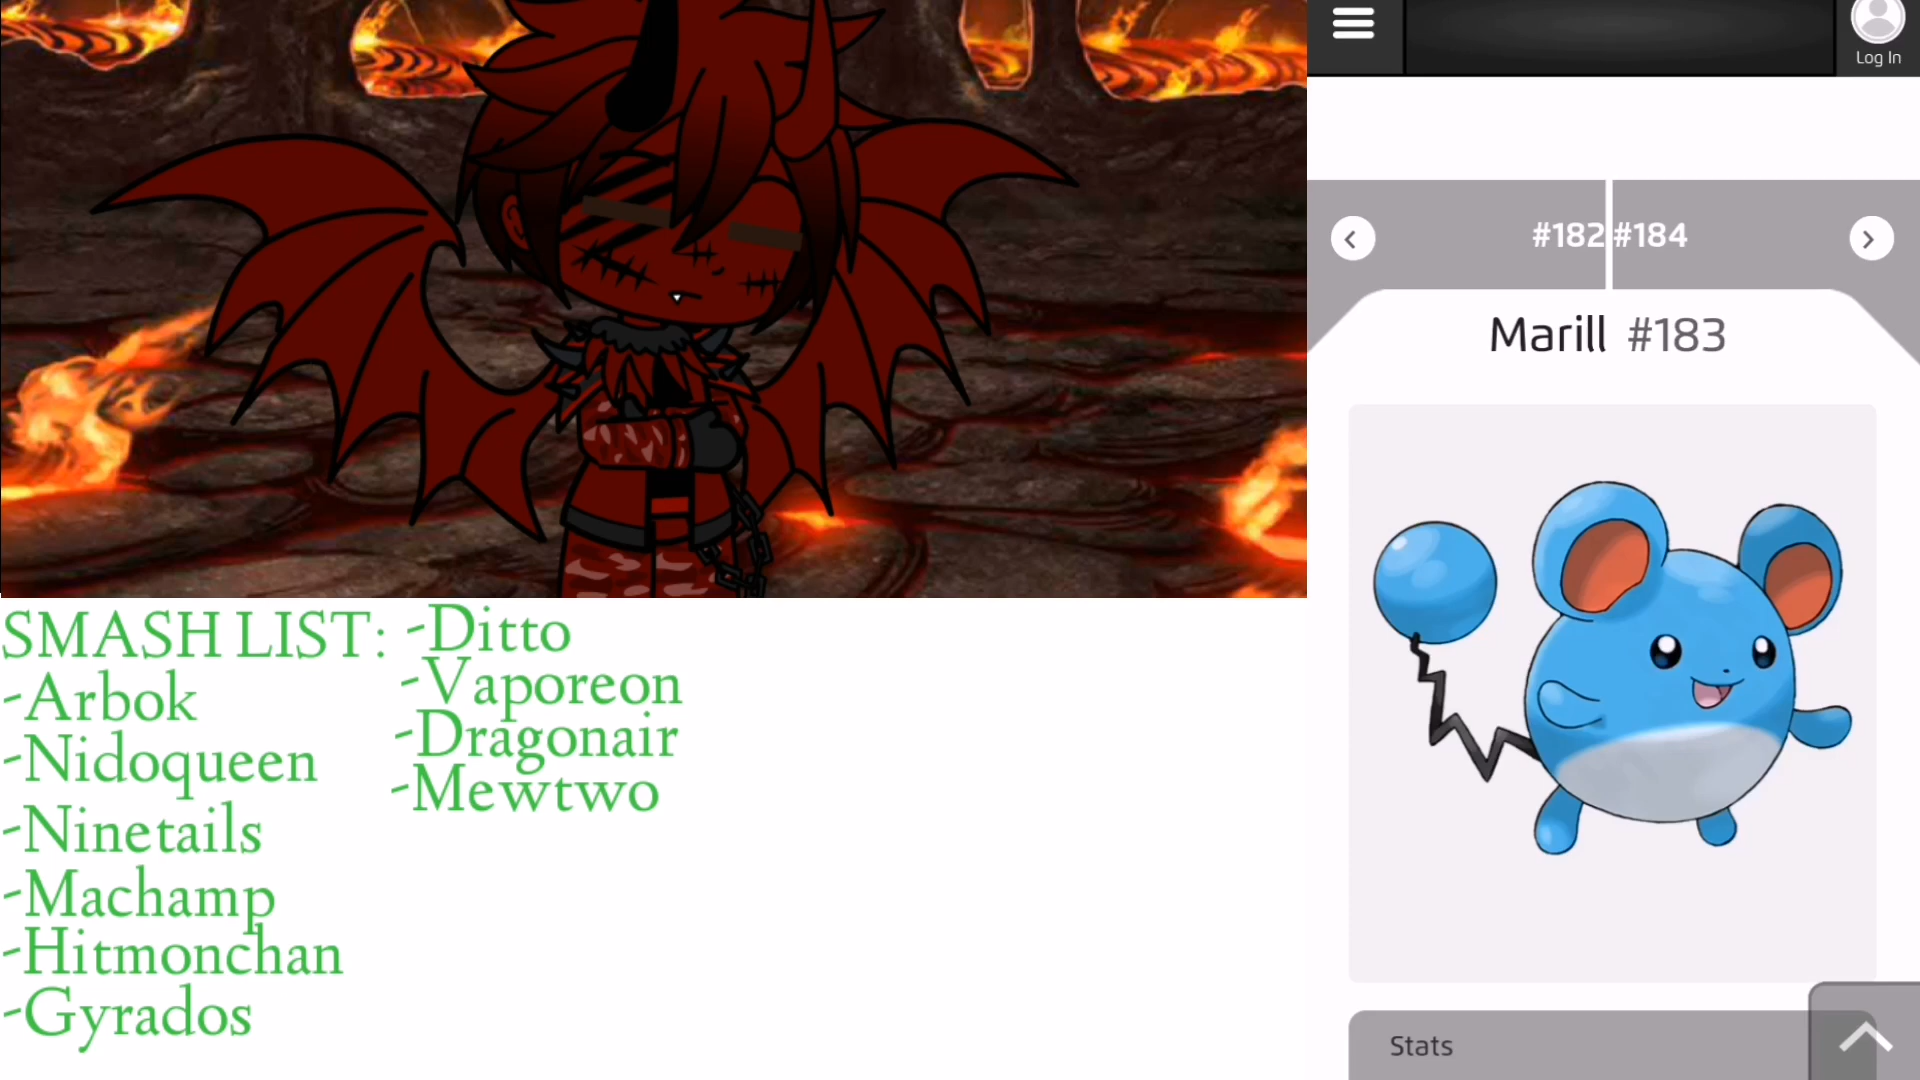 Log In
#182 #184
Marill #183
SMASH LIST:
-Arbok
-Nidoqueen
-Ninetails
-Machamp
-Hitmonchan
-Gyrados
-Ditto
-Vaporeon
-Dragonair
-Mewtwo
Stats